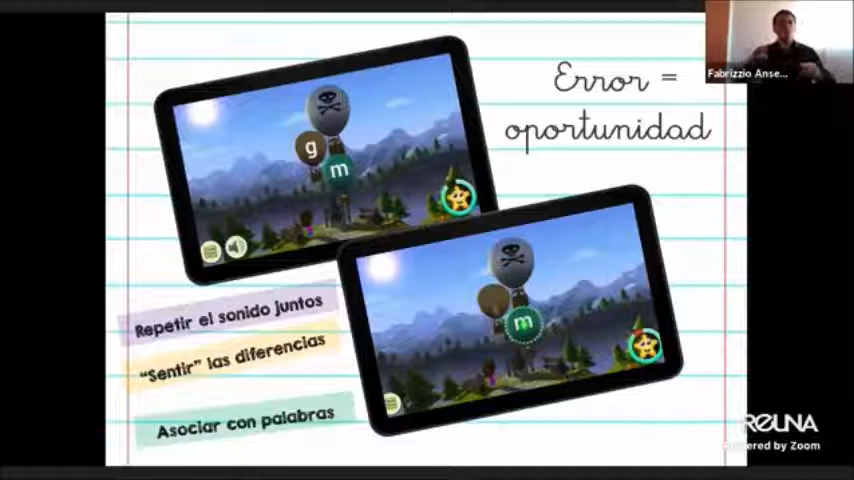 Error =
oportunidad
g
m
m
Repetir el sonido juntos
"Sentir" las diferencias
Asociar con palabras
Fabrizzio Anse...
REUNA
Powered by Zoom